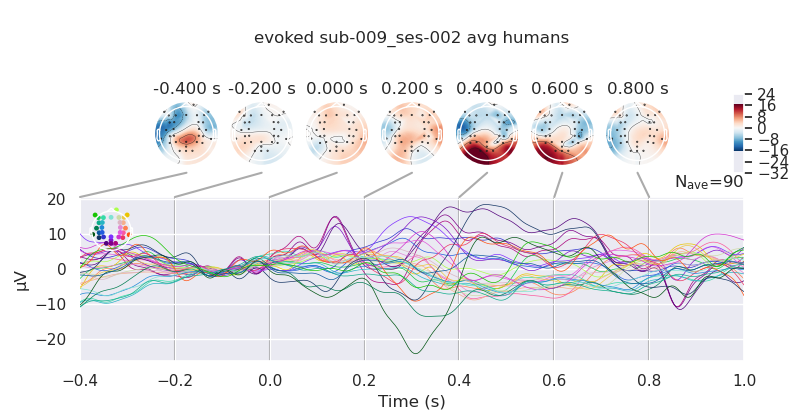 evoked sub-009_ses-002 avg humans
-0.400 s -0.200 s 0.000 s 0.200 s 0.400 s 0.600 s 0.800 s
24
16
8
0
−8
−16
−24
−32
Nave=90
20
10
0
−10
−20
µV
−0.4 −0.2 0.0 0.2 0.4 0.6 0.8 1.0
Time (s)